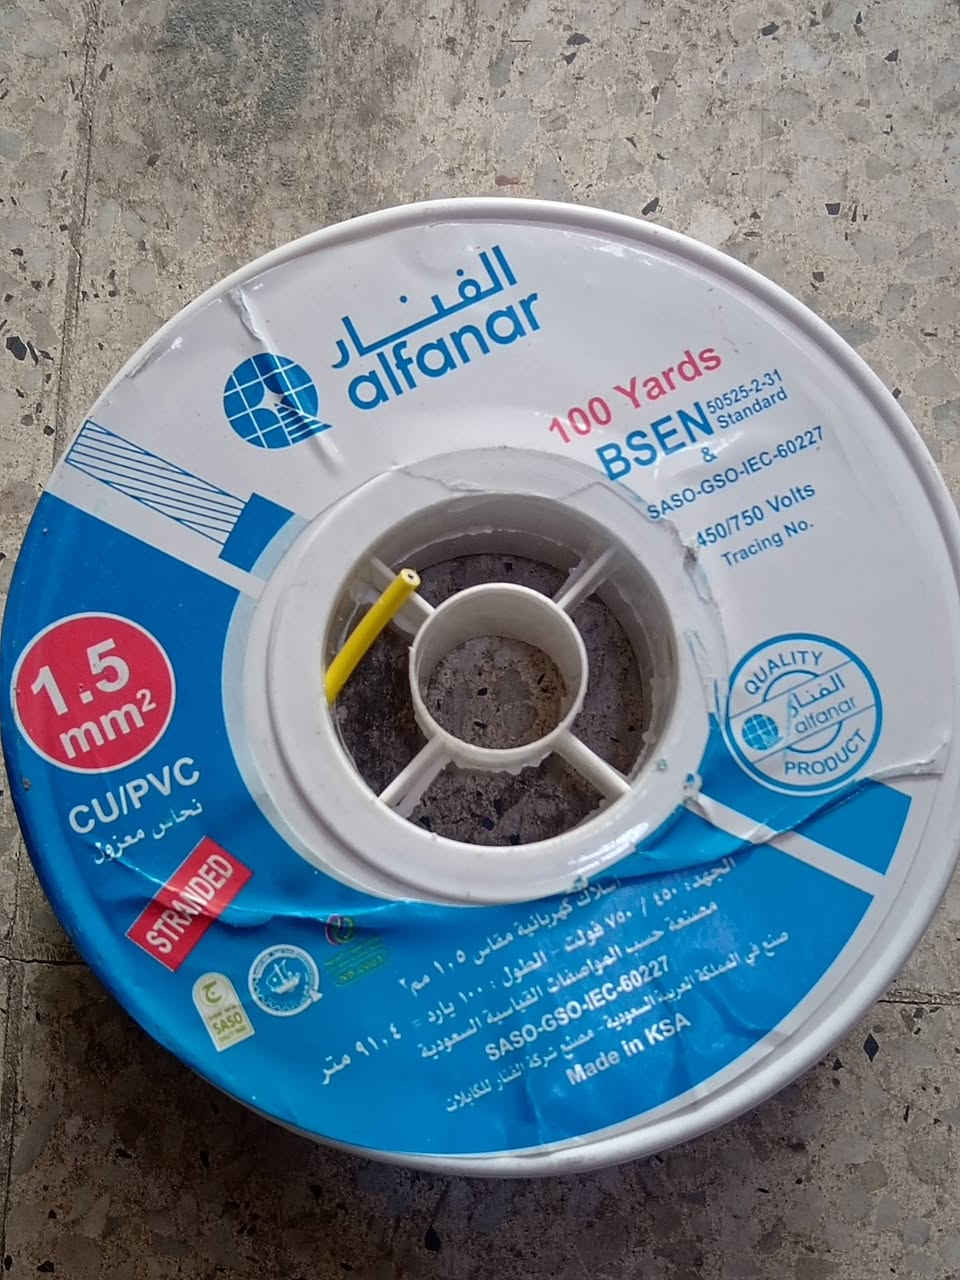 الفنار
alfanar
100 Yards
BSEN 50525-2-31 Standard
&
SASO-GSO-IEC-60227
450/750 Volts
Tracing No.
QUALITY
الفنار
alfanar
PRODUCT
1.5
mm²
CU/PVC
نحاس معزول
STRANDED
SASO
اسلاك كهربائية مقاس ١,٥ مم٢
الجهد: ٤٥٠ / ٧٥٠ فولت - الطول : ١٠٠ يارد = ٩١,٤ متر
مصنعة حسب المواصفات القياسية السعودية
SASO-GSO-IEC-60227
صنع في المملكة العربية السعودية - مصنع شركة الفنار للكابلات
Made in KSA